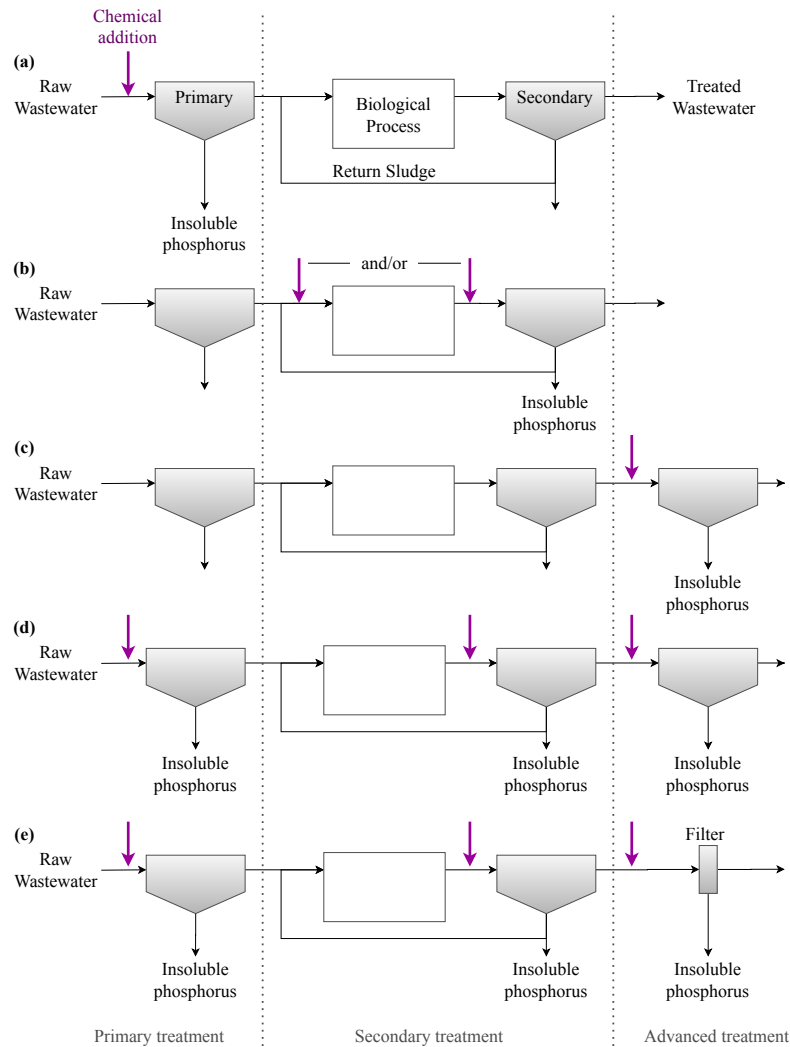 Chemical
addition
(a)
Raw
Wastewater
Primary
Biological
Process
Secondary
Treated
Wastewater
Return Sludge
Insoluble
phosphorus
(b)
and/or
Raw
Wastewater
Insoluble
phosphorus
(c)
Raw
Wastewater
Insoluble
phosphorus
(d)
Raw
Wastewater
Insoluble
phosphorus
Insoluble
phosphorus
Insoluble
phosphorus
(e)
Filter
Raw
Wastewater
Insoluble
phosphorus
Insoluble
phosphorus
Insoluble
phosphorus
Primary treatment
Secondary treatment
Advanced treatment